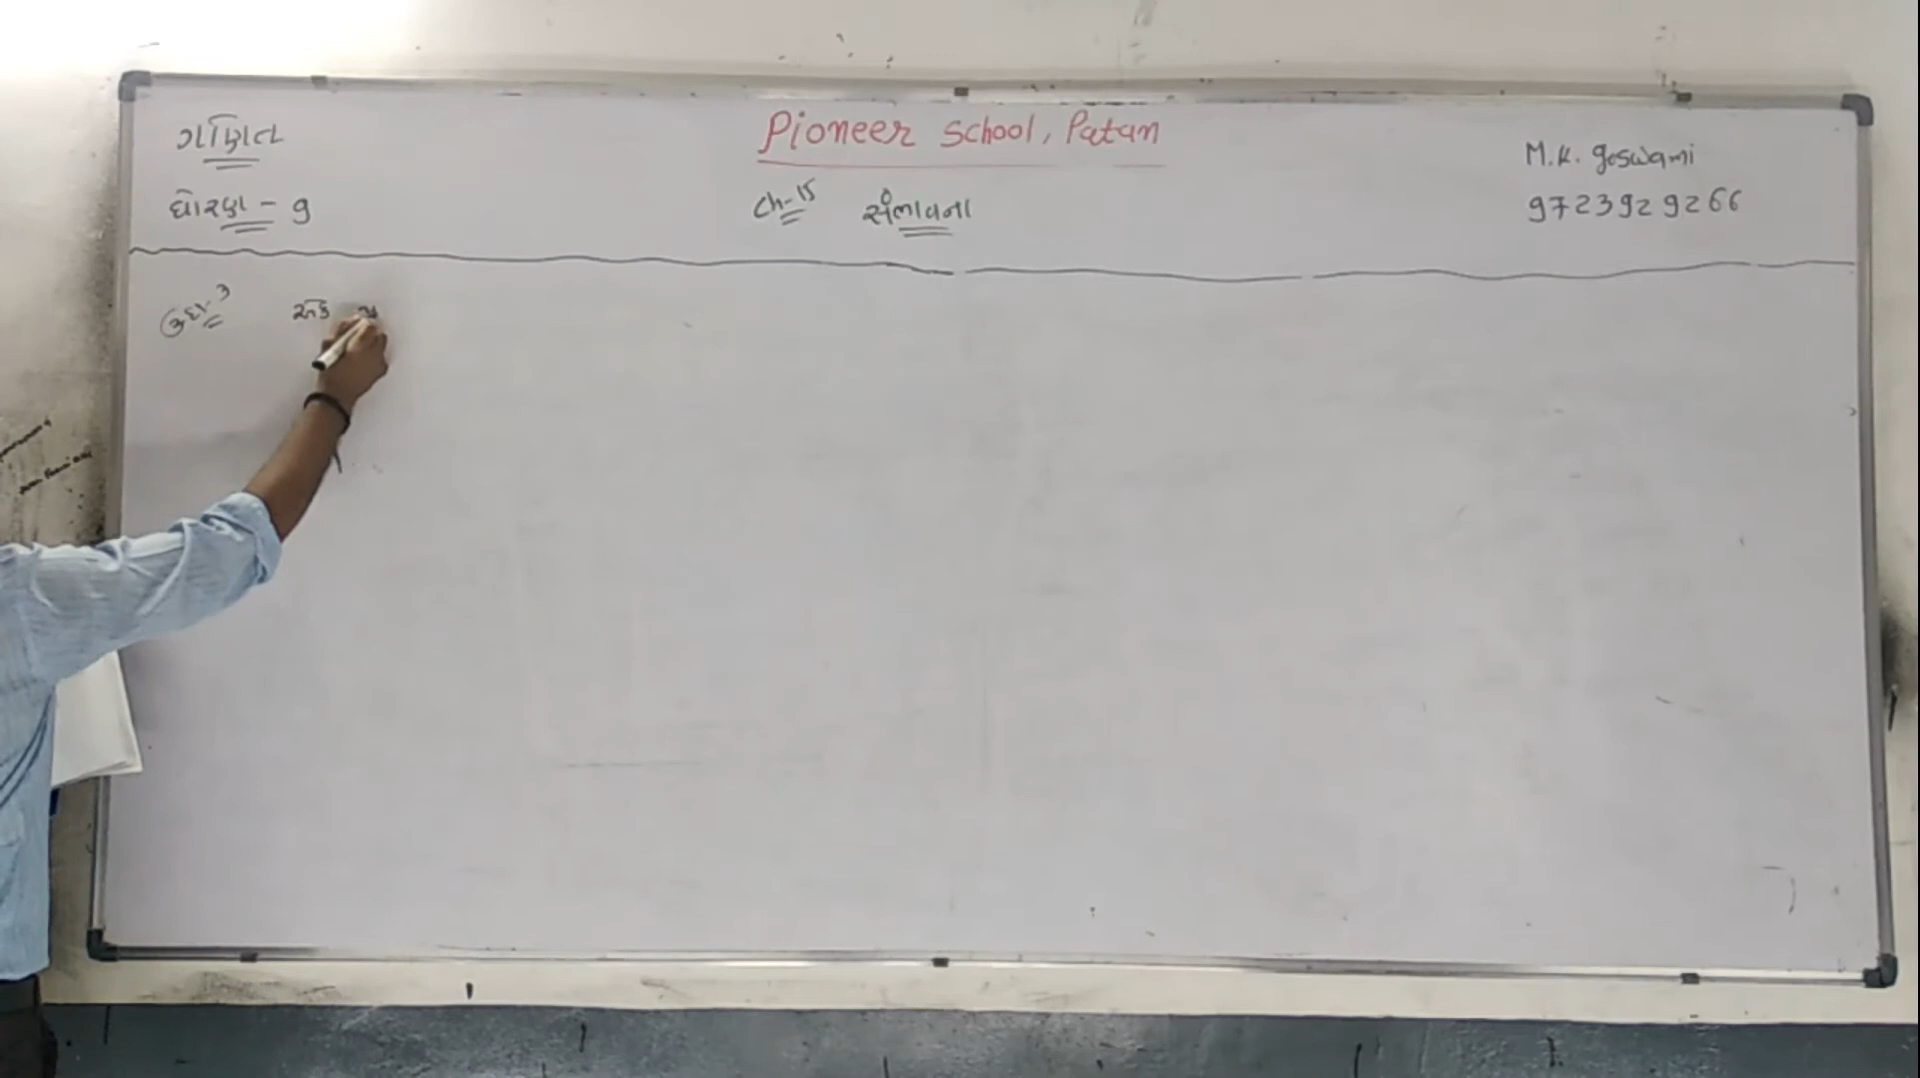 ગણિત
Pioneer School, Patan
M.K. Goswami
ધોરણ - 9
Ch-15 સંભાવના
9723929266
ઉદા-3